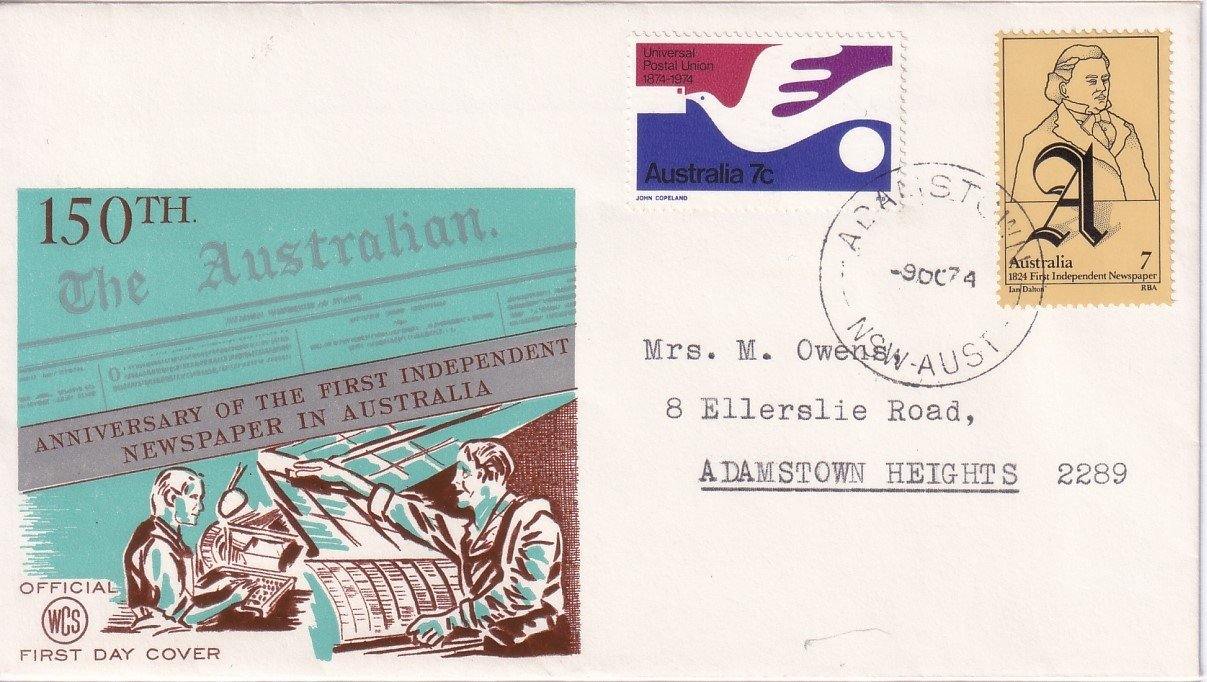 150TH.
The Australian.
ANNIVERSARY OF THE FIRST INDEPENDENT
NEWSPAPER IN AUSTRALIA
OFFICIAL
WCS
FIRST DAY COVER
Universal
Postal Union
1874-1974
Australia 7c
JOHN COPELAND
ADAMSTOWN
-9OC74
NSW-AUST
A
Australia 7
1824 First Independent Newspaper
Ian Dalton RBA
Mrs. M. Owens,
8 Ellerslie Road,
ADAMSTOWN HEIGHTS 2289